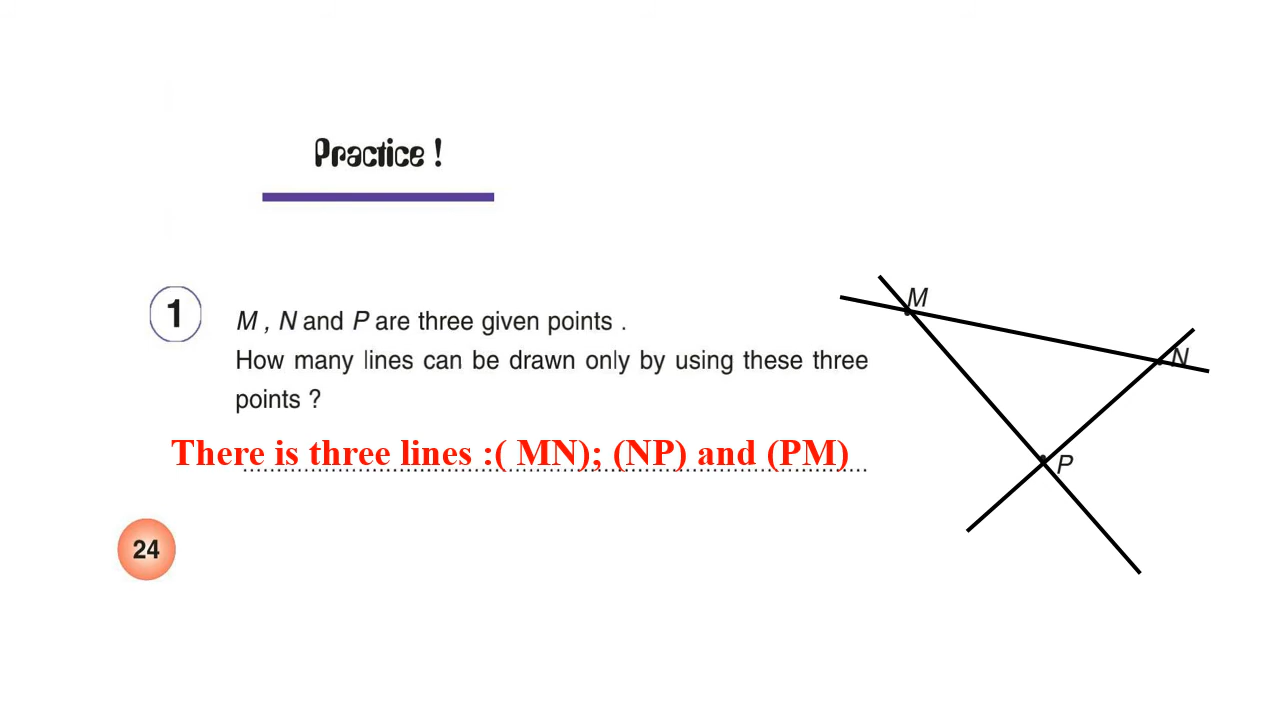 Practice !
1
M , N and P are three given points .
How many lines can be drawn only by using these three
points ?
There is three lines :( MN); (NP) and (PM)
24
M
N
P